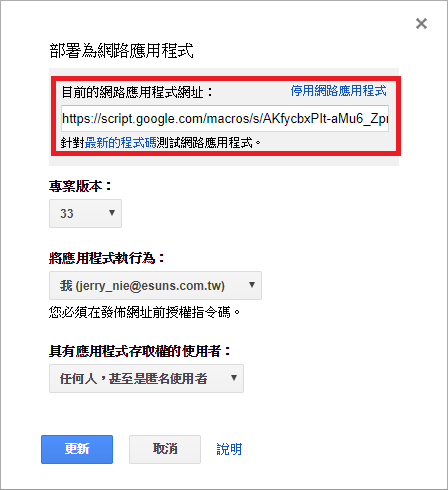 部署為網路應用程式
目前的網路應用程式網址： 停用網路應用程式
https://script.google.com/macros/s/AKfycbxPIt-aMu6_Zpr
針對最新的程式碼測試網路應用程式。
專案版本：
33
將應用程式執行為：
我 (jerry_nie@esuns.com.tw)
您必須在發佈網址前授權指令碼。
具有應用程式存取權的使用者：
任何人，甚至是匿名使用者
更新 取消 說明